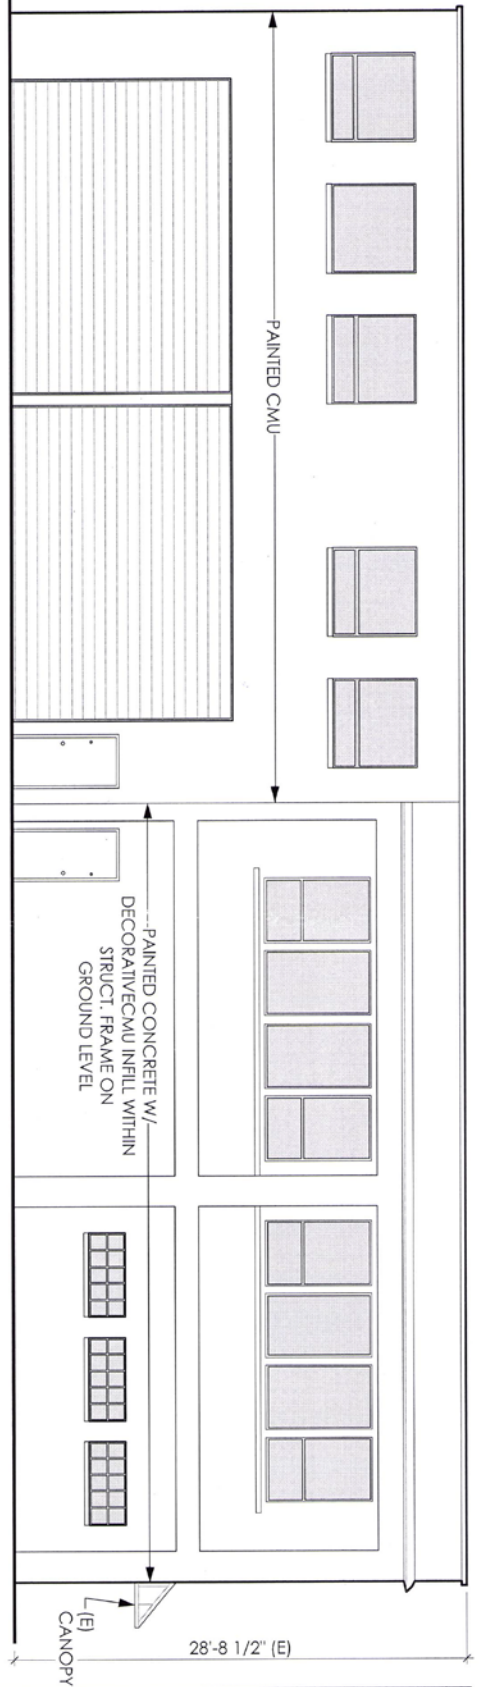 PAINTED CMU
PAINTED CONCRETE W/
DECORATIVECMU INFILL WITHIN
STRUCT. FRAME ON
GROUND LEVEL
(E)
CANOPY
28'-8 1/2" (E)